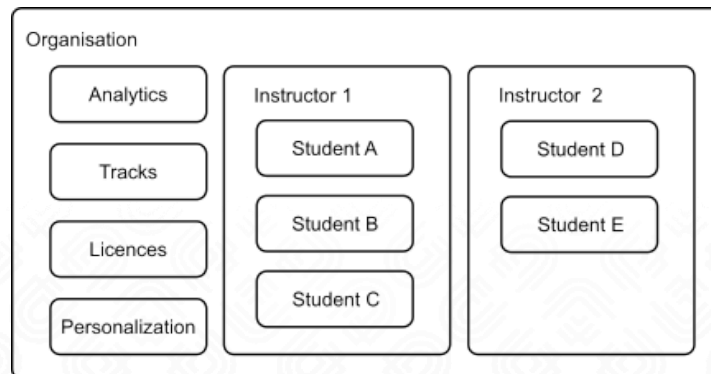 Organisation
Analytics
Tracks
Licences
Personalization
Instructor 1
Student A
Student B
Student C
Instructor 2
Student D
Student E